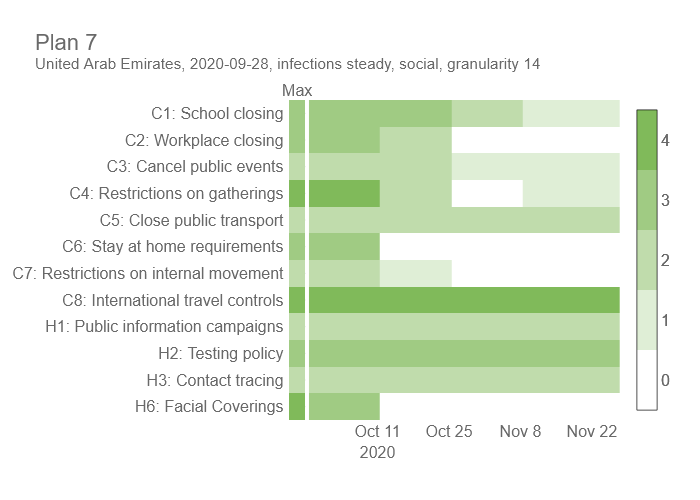 Plan 7
United Arab Emirates, 2020-09-28, infections steady, social, granularity 14
Max
C1: School closing
C2: Workplace closing
C3: Cancel public events
C4: Restrictions on gatherings
C5: Close public transport
C6: Stay at home requirements
C7: Restrictions on internal movement
C8: International travel controls
H1: Public information campaigns
H2: Testing policy
H3: Contact tracing
H6: Facial Coverings
Oct 11 Oct 25 Nov 8 Nov 22
2020
4
3
2
1
0